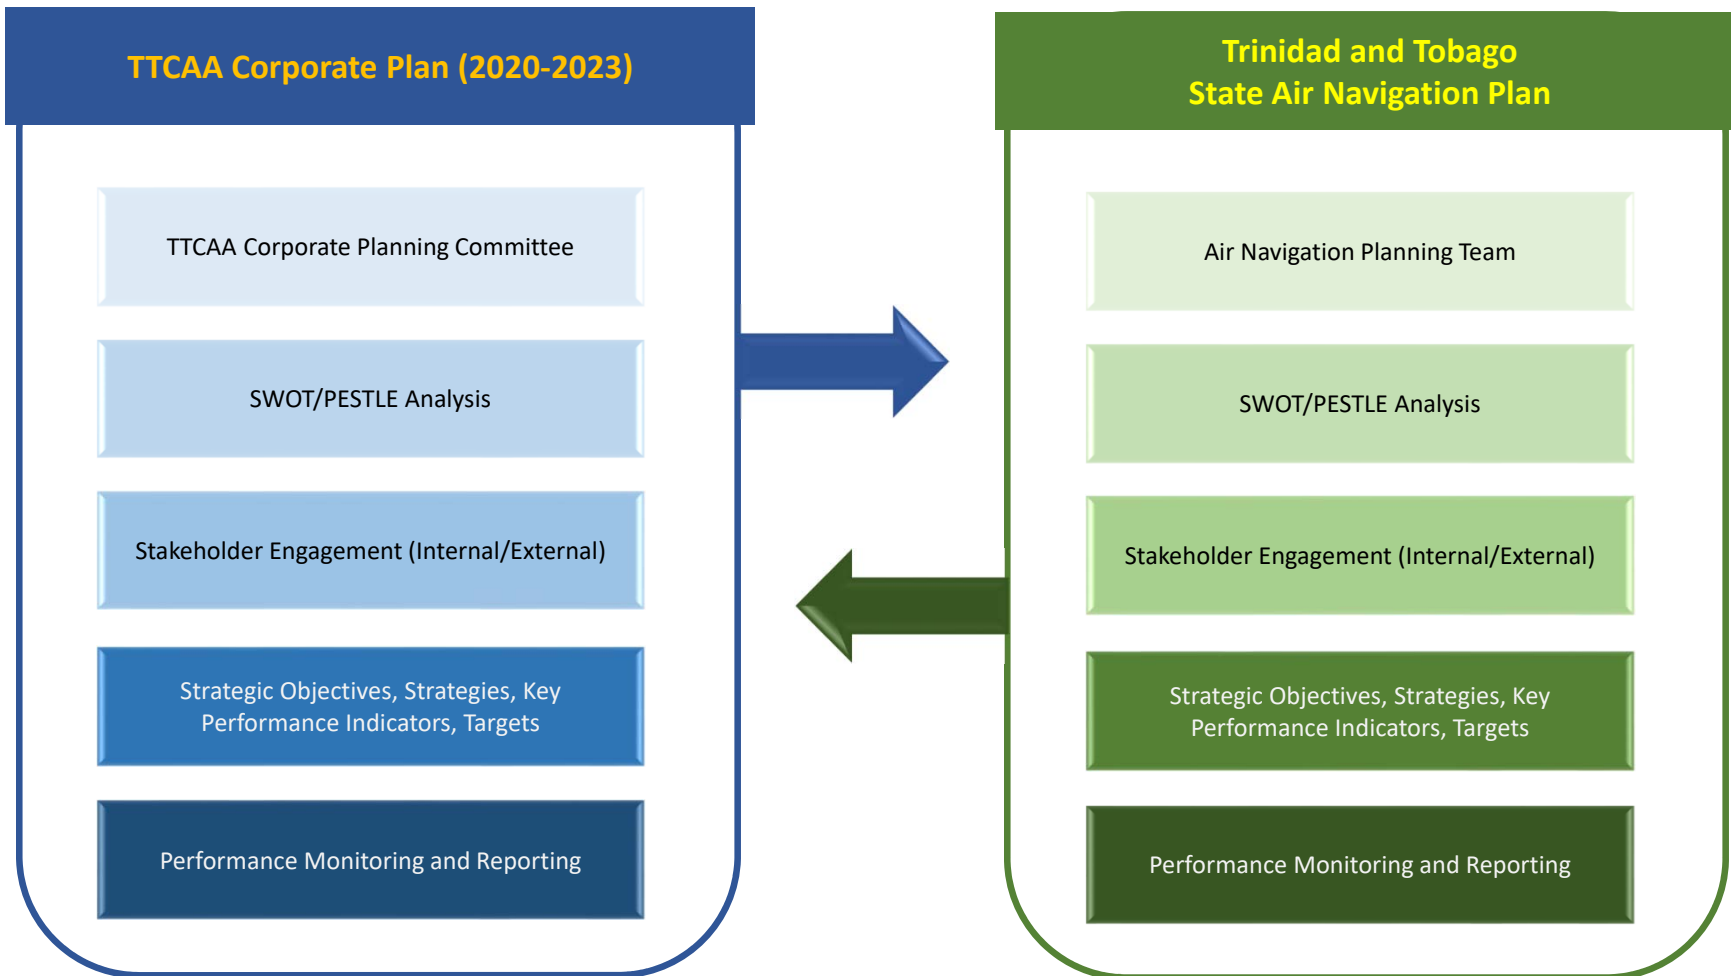 TTCAA Corporate Plan (2020-2023)
TTCAA Corporate Planning Committee
SWOT/PESTLE Analysis
Stakeholder Engagement (Internal/External)
Strategic Objectives, Strategies, Key
Performance Indicators, Targets
Performance Monitoring and Reporting
Trinidad and Tobago
State Air Navigation Plan
Air Navigation Planning Team
SWOT/PESTLE Analysis
Stakeholder Engagement (Internal/External)
Strategic Objectives, Strategies, Key
Performance Indicators, Targets
Performance Monitoring and Reporting